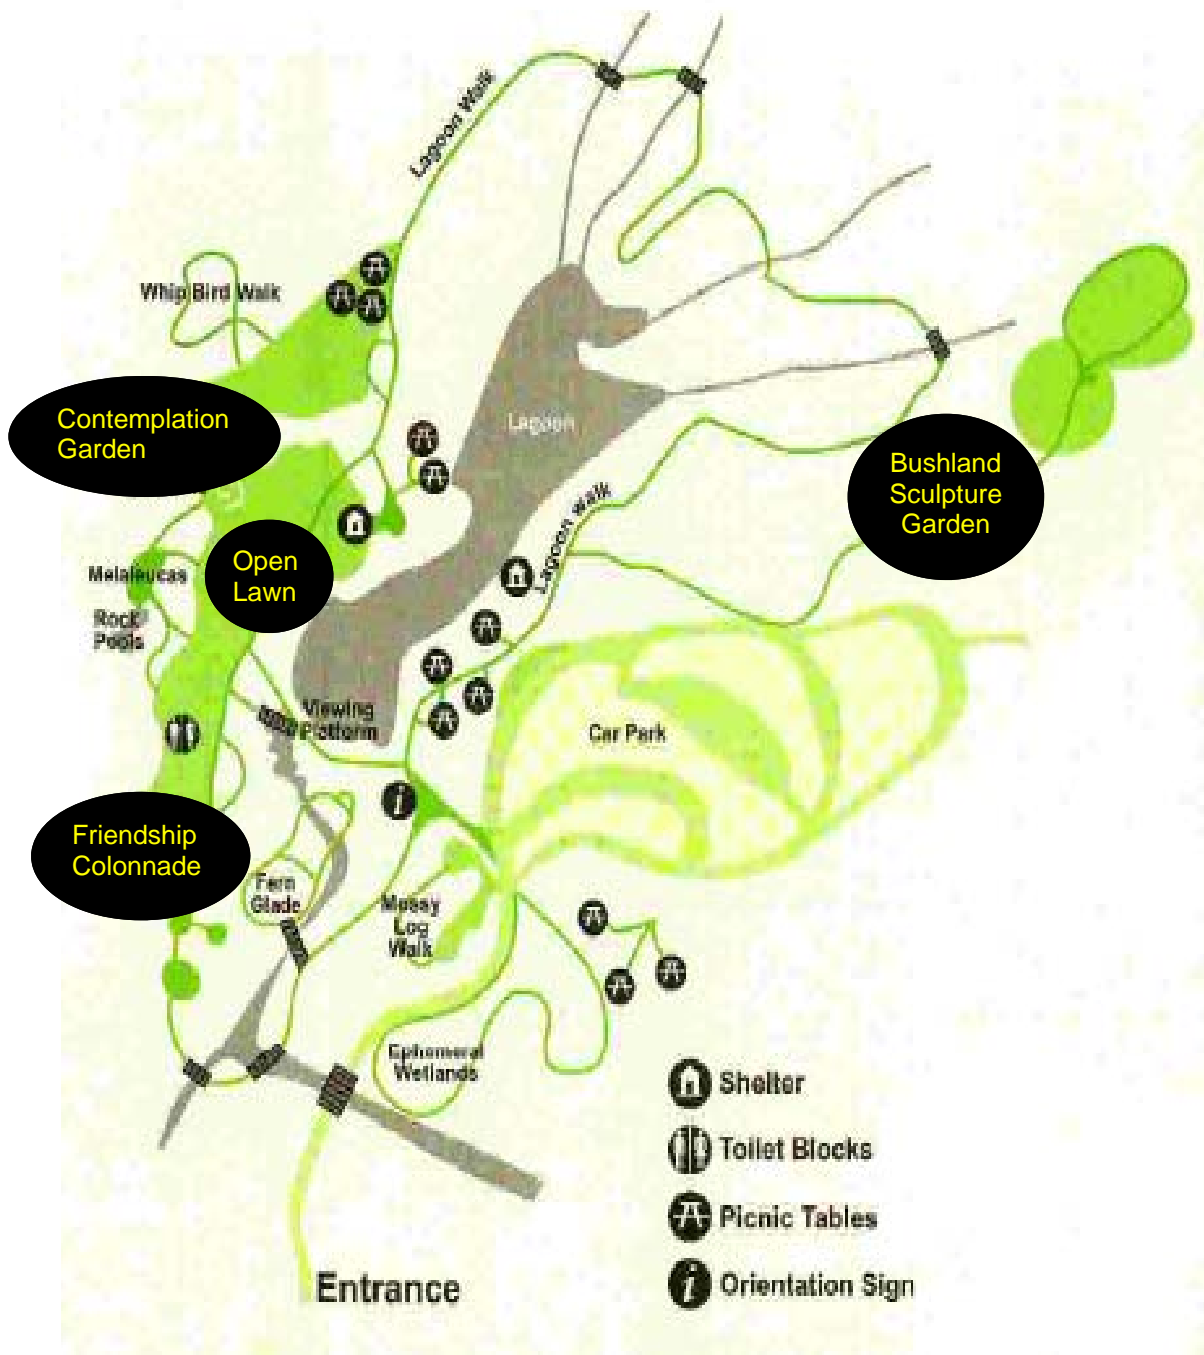 Lagoon Walk
Whip Bird Walk
Contemplation
Garden
Lagoon
Bushland
Sculpture
Garden
Lagoon walk
Open
Lawn
Melaleucas
Rock
Pools
Viewing
Platform
Car Park
i
Friendship
Colonnade
Fern
Glade
Mossy
Log
Walk
Ephemeral
Wetlands
Shelter
Toilet Blocks
Picnic Tables
i Orientation Sign
Entrance